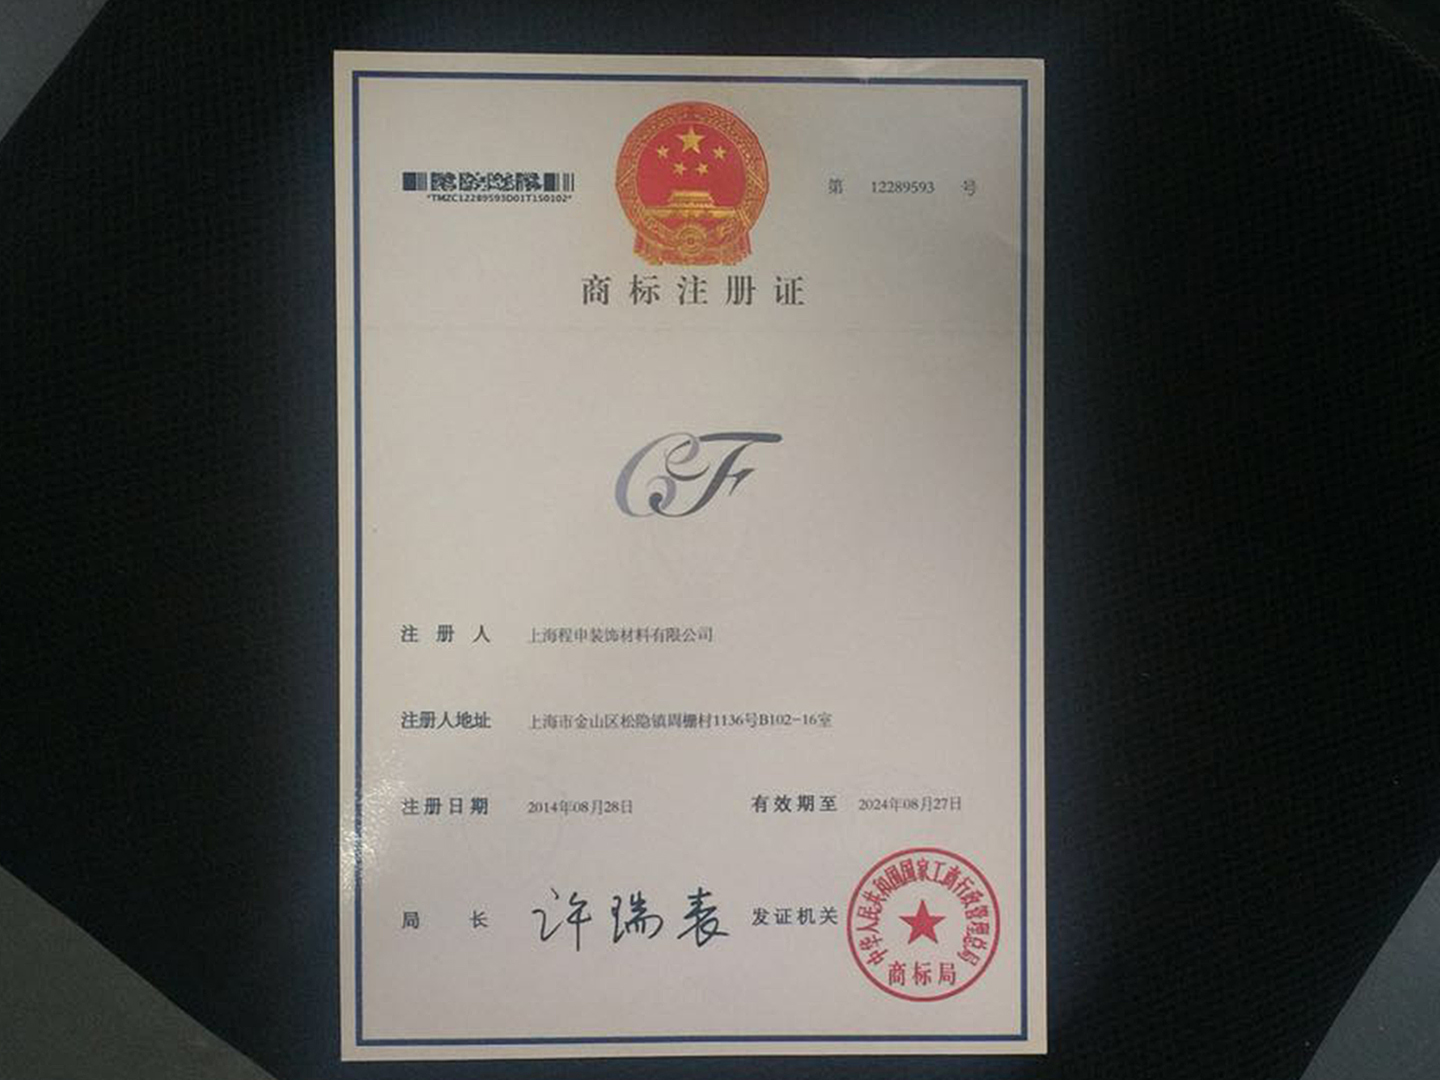 *TMZC12289593D01T150102*
第 12289593 号
商标注册证
CF
注册人 上海程申装饰材料有限公司
注册人地址 上海市金山区松隐镇周栅村1136号B102-16室
注册日期 2014年08月28日 有效期至 2024年08月27日
局长 许瑞表 发证机关
中华人民共和国国家工商行政管理总局
商标局